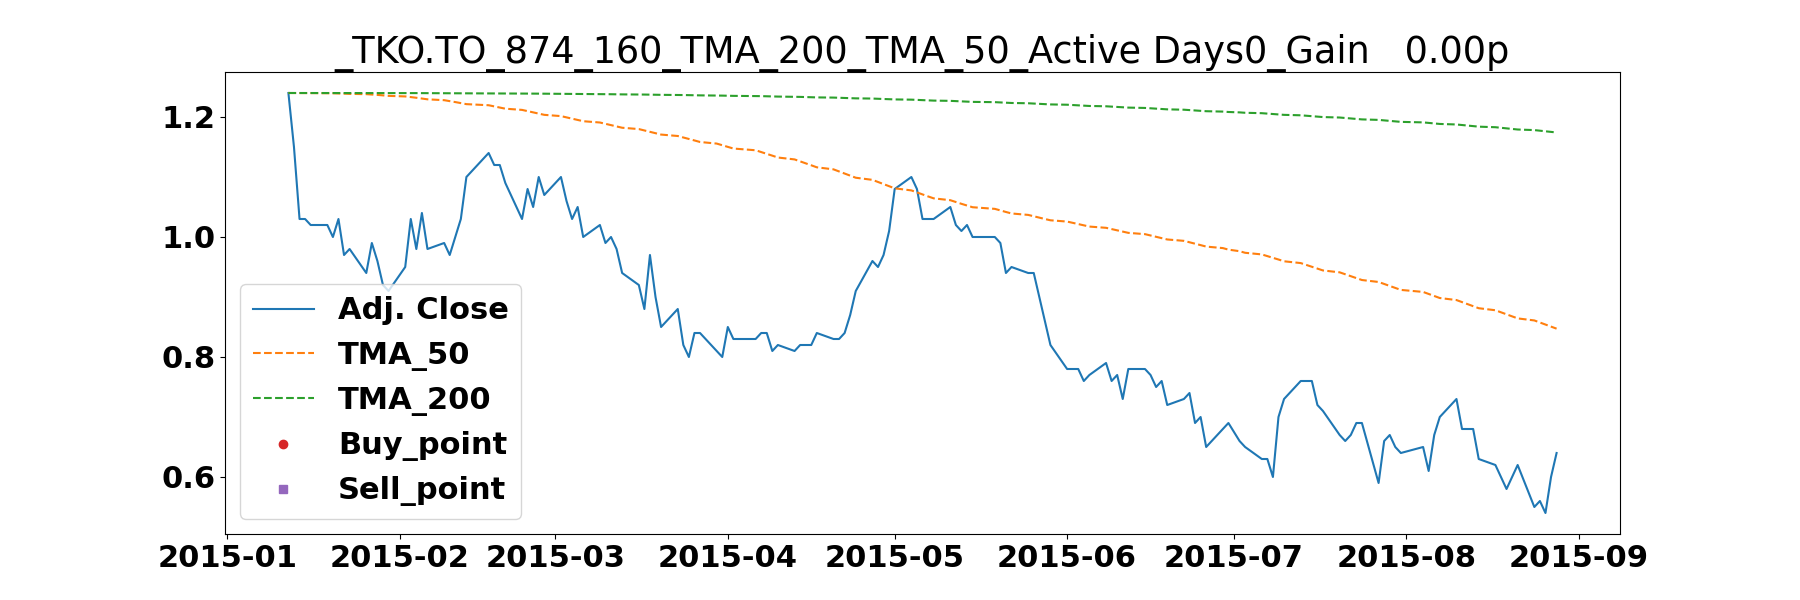 _TKO.TO_874_160_TMA_200_TMA_50_Active Days0_Gain   0.00p
1.2
1.0
0.8
0.6
Adj. Close
TMA_50
TMA_200
Buy_point
Sell_point
2015-01 2015-02 2015-03 2015-04 2015-05 2015-06 2015-07 2015-08 2015-09